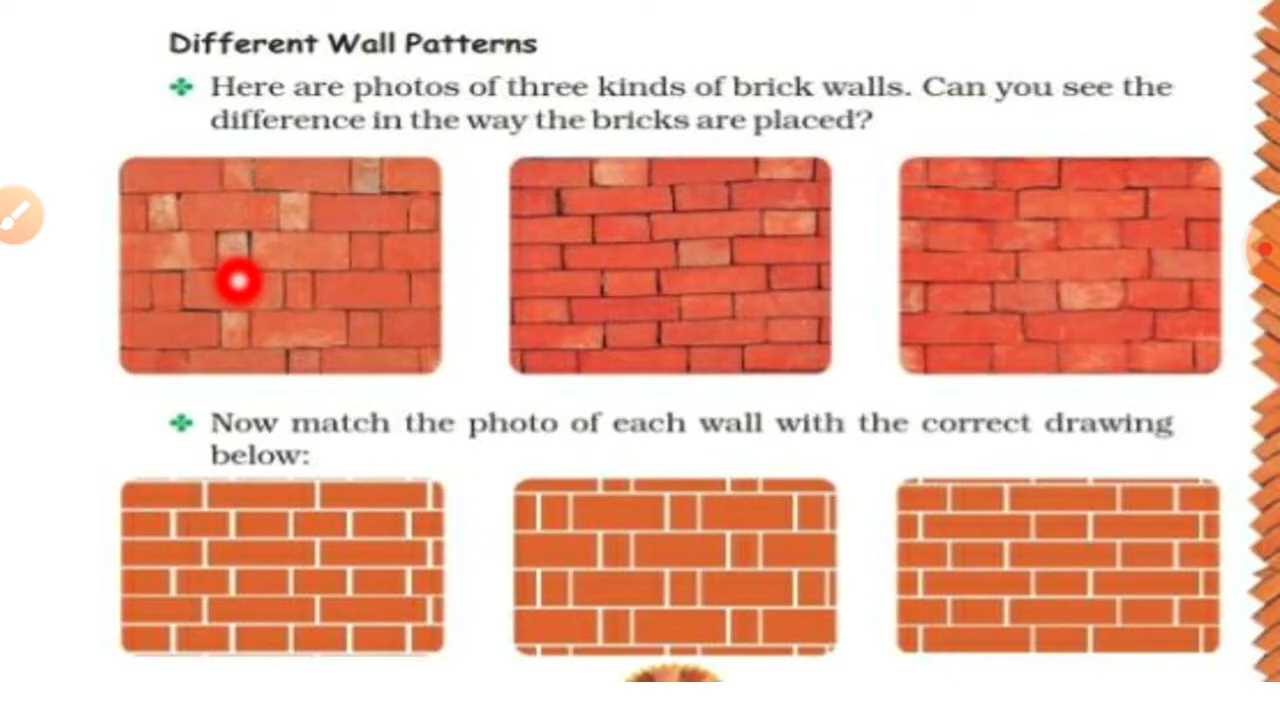 Different Wall Patterns
Here are photos of three kinds of brick walls. Can you see the
difference in the way the bricks are placed?
Now match the photo of each wall with the correct drawing
below: